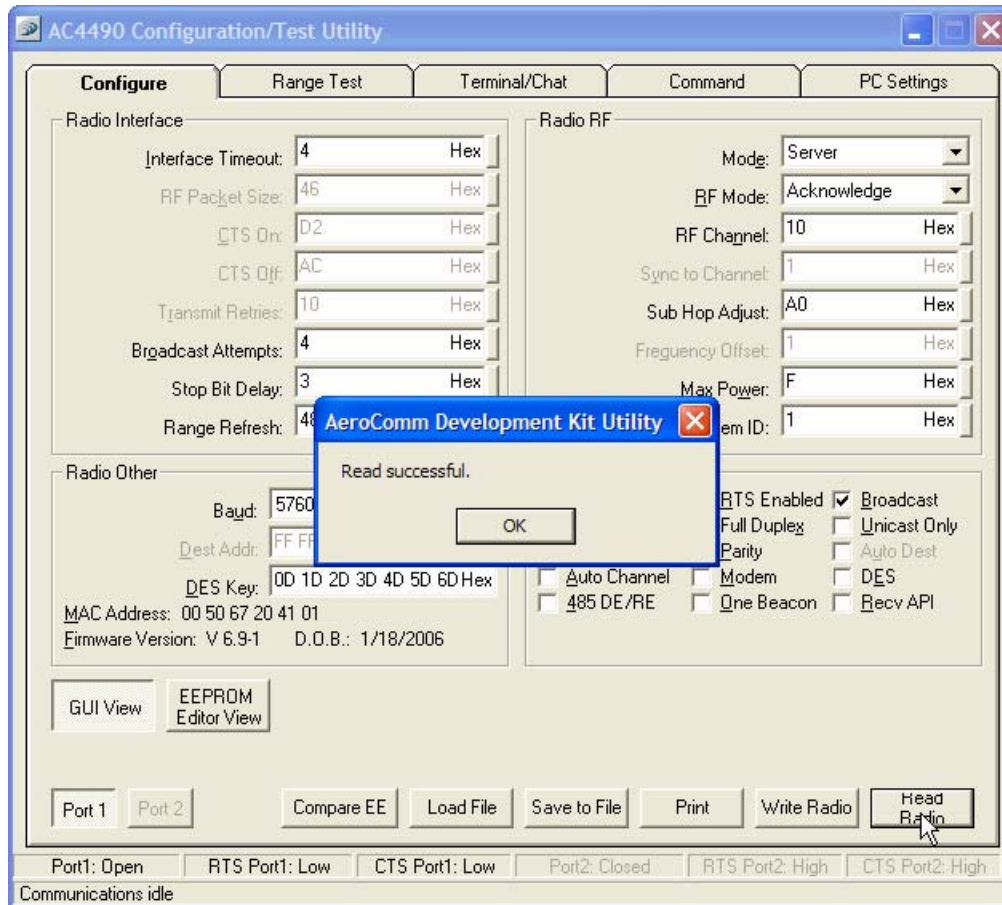 AC4490 Configuration/Test Utility
Configure
Range Test
Terminal/Chat
Command
PC Settings
Radio Interface
Interface Timeout: 4 Hex
RF Packet Size: 46 Hex
CTS On: D2 Hex
CTS Off: AC Hex
Transmit Retries: 10 Hex
Broadcast Attempts: 4 Hex
Stop Bit Delay: 3 Hex
Range Refresh:
Radio RF
Mode: Server
RF Mode: Acknowledge
RF Channel: 10 Hex
Sync to Channel: 1 Hex
Sub Hop Adjust: A0 Hex
Freguency Offset: 1 Hex
Max Power: F Hex
em ID: 1 Hex
AeroComm Development Kit Utility
Read successful.
OK
Radio Other
Baud: 5760
Dest Addr: FF FF
DES Key: 0D 1D 2D 3D 4D 5D 6D Hex
MAC Address: 00 50 67 20 41 01
Firmware Version: V 6.9-1 D.O.B.: 1/18/2006
RTS Enabled
Broadcast
Full Duplex
Unicast Only
Parity
Auto Dest
Auto Channel
Modem
DES
485 DE/RE
One Beacon
Recv API
GUI View
EEPROM
Editor View
Port 1
Port 2
Compare EE
Load File
Save to File
Print
Write Radio
Read
Radio
Port1: Open
RTS Port1: Low
CTS Port1: Low
Port2: Closed
RTS Port2: High
CTS Port2: High
Communications idle